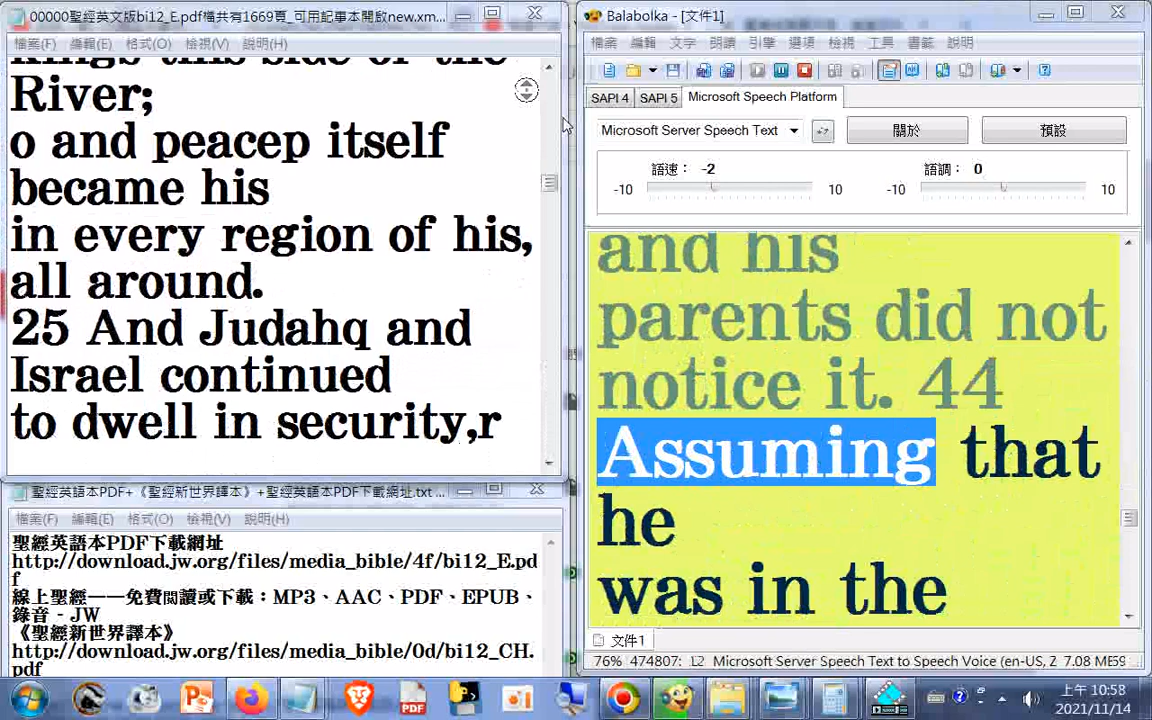 00000聖經英文版bi12_E.pdf檔共有1669頁_可用記事本開啟new.xm...
檔案(F) 編輯(E) 格式(O) 檢視(V) 說明(H)
kings this side of the
River;
o and peacep itself
became his
in every region of his,
all around.
25 And Judahq and
Israel continued
to dwell in security,r
聖經英語本PDF+《聖經新世界譯本》+聖經英語本PDF下載網址.txt ...
檔案(F) 編輯(E) 格式(O) 檢視(V) 說明(H)
聖經英語本PDF下載網址
http://download.jw.org/files/media_bible/4f/bi12_E.pd
f
線上聖經——免費閱讀或下載：MP3、AAC、PDF、EPUB、
錄音 - JW
《聖經新世界譯本》
http://download.jw.org/files/media_bible/0d/bi12_CH.
pdf
Balabolka - [文件1]
檔案 編輯 文字 朗讀 引擎 選項 檢視 工具 書籤 說明
SAPI 4 SAPI 5 Microsoft Speech Platform
Microsoft Server Speech Text 關於 預設
語速： -2 語調： 0
-10 10 -10 10
and his
parents did not
notice it. 44
Assuming that
he
was in the
文件1
76% 474807: 12 Microsoft Server Speech Text to Speech Voice (en-US, Z 7.08 ME59
上午 10:58
2021/11/14